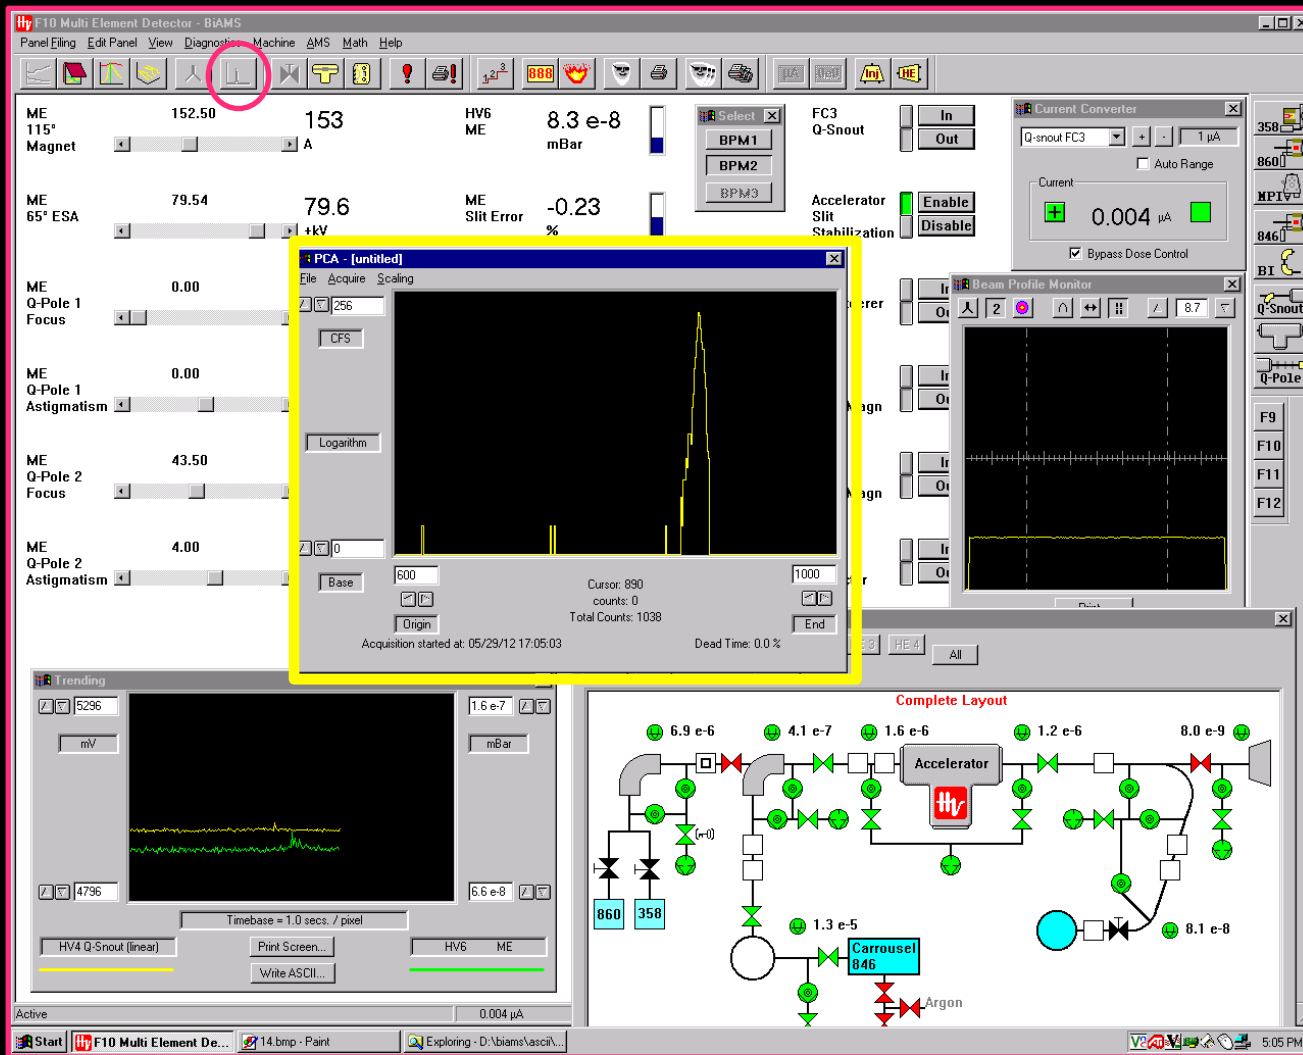 F10 Multi Element Detector - BiAMS
Panel Filing Edit Panel View Diagnostics Machine AMS Math Help
888 µA Inj HE
ME 115° Magnet 152.50 153 A
HV6 ME 8.3 e-8 mBar
Select
BPM1
BPM2
BPM3
FC3 Q-Snout In Out
Current Converter
Q-snout FC3 + - 1 µA
Auto Range
Current
0.004 µA
Bypass Dose Control
358
860
MPI
846
BI
Q-Snout
Q-Pole
F9
F10
F11
F12
ME 65° ESA 79.54 79.6 +kV
ME Slit Error -0.23 %
Accelerator Slit Stabilization Enable Disable
ME Q-Pole 1 Focus 0.00
ME Q-Pole 1 Astigmatism 0.00
ME Q-Pole 2 Focus 43.50
ME Q-Pole 2 Astigmatism 4.00
PCA - [untitled]
File Acquire Scaling
256
CFS
Logarithm
0
Base
600
Origin
Cursor: 890
counts: 0
Total Counts: 1038
1000
End
Acquisition started at: 05/29/12 17:05:03 Dead Time: 0.0 %
Beam Profile Monitor
2 8.7
HE 4 All
Trending
5296
mV
4796
1.6 e-7
mBar
6.6 e-8
Timebase = 1.0 secs. / pixel
HV4 Q-Snout (linear) Print Screen... HV6 ME
Write ASCII...
Complete Layout
6.9 e-6 4.1 e-7 1.6 e-6 1.2 e-6 8.0 e-9
Accelerator
860 358
1.3 e-5
8.1 e-8
Carrousel
846
Argon
Active 0.004 µA
Start F10 Multi Element De... 14.bmp - Paint Exploring - D:\biams\ascii\... 5:05 PM